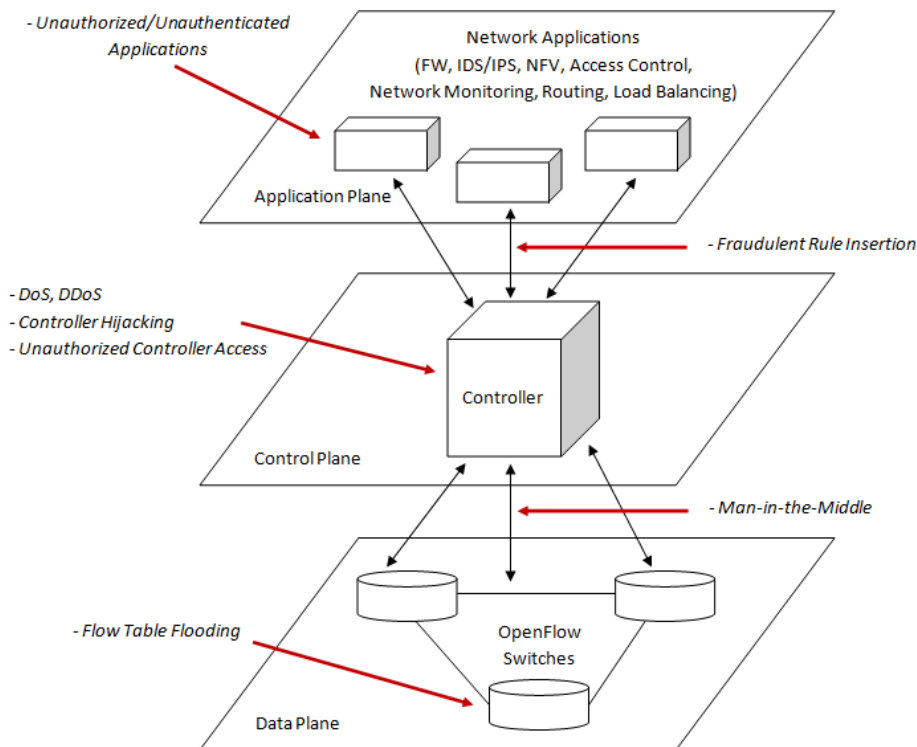 - Unauthorized/Unauthenticated
Applications
Network Applications
(FW, IDS/IPS, NFV, Access Control,
Network Monitoring, Routing, Load Balancing)
Application Plane
- Fraudulent Rule Insertion
- DoS, DDoS
- Controller Hijacking
- Unauthorized Controller Access
Controller
Control Plane
- Man-in-the-Middle
- Flow Table Flooding
OpenFlow
Switches
Data Plane